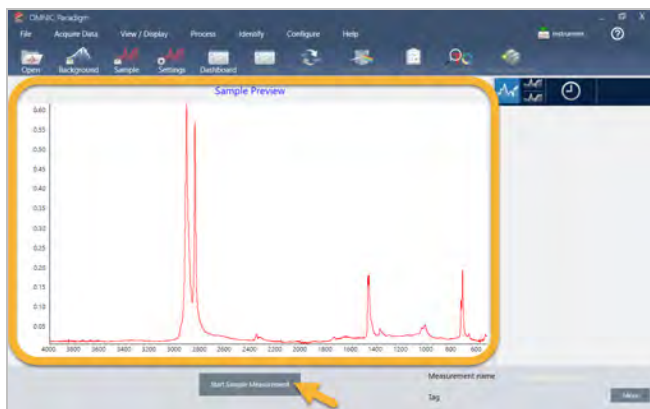 OMNIC Paradigm
File Acquire Data View / Display Process Identify Configure Help Instrument
Open Background Sample Settings Dashboard
Sample Preview
0.60
0.55
0.50
0.45
0.40
0.35
0.30
0.25
0.20
0.15
0.10
0.05
4000 3800 3600 3400 3200 3000 2800 2600 2400 2200 2000 1800 1600 1400 1200 1000 800 600
Start Sample Measurement
Measurement name
Tag
More